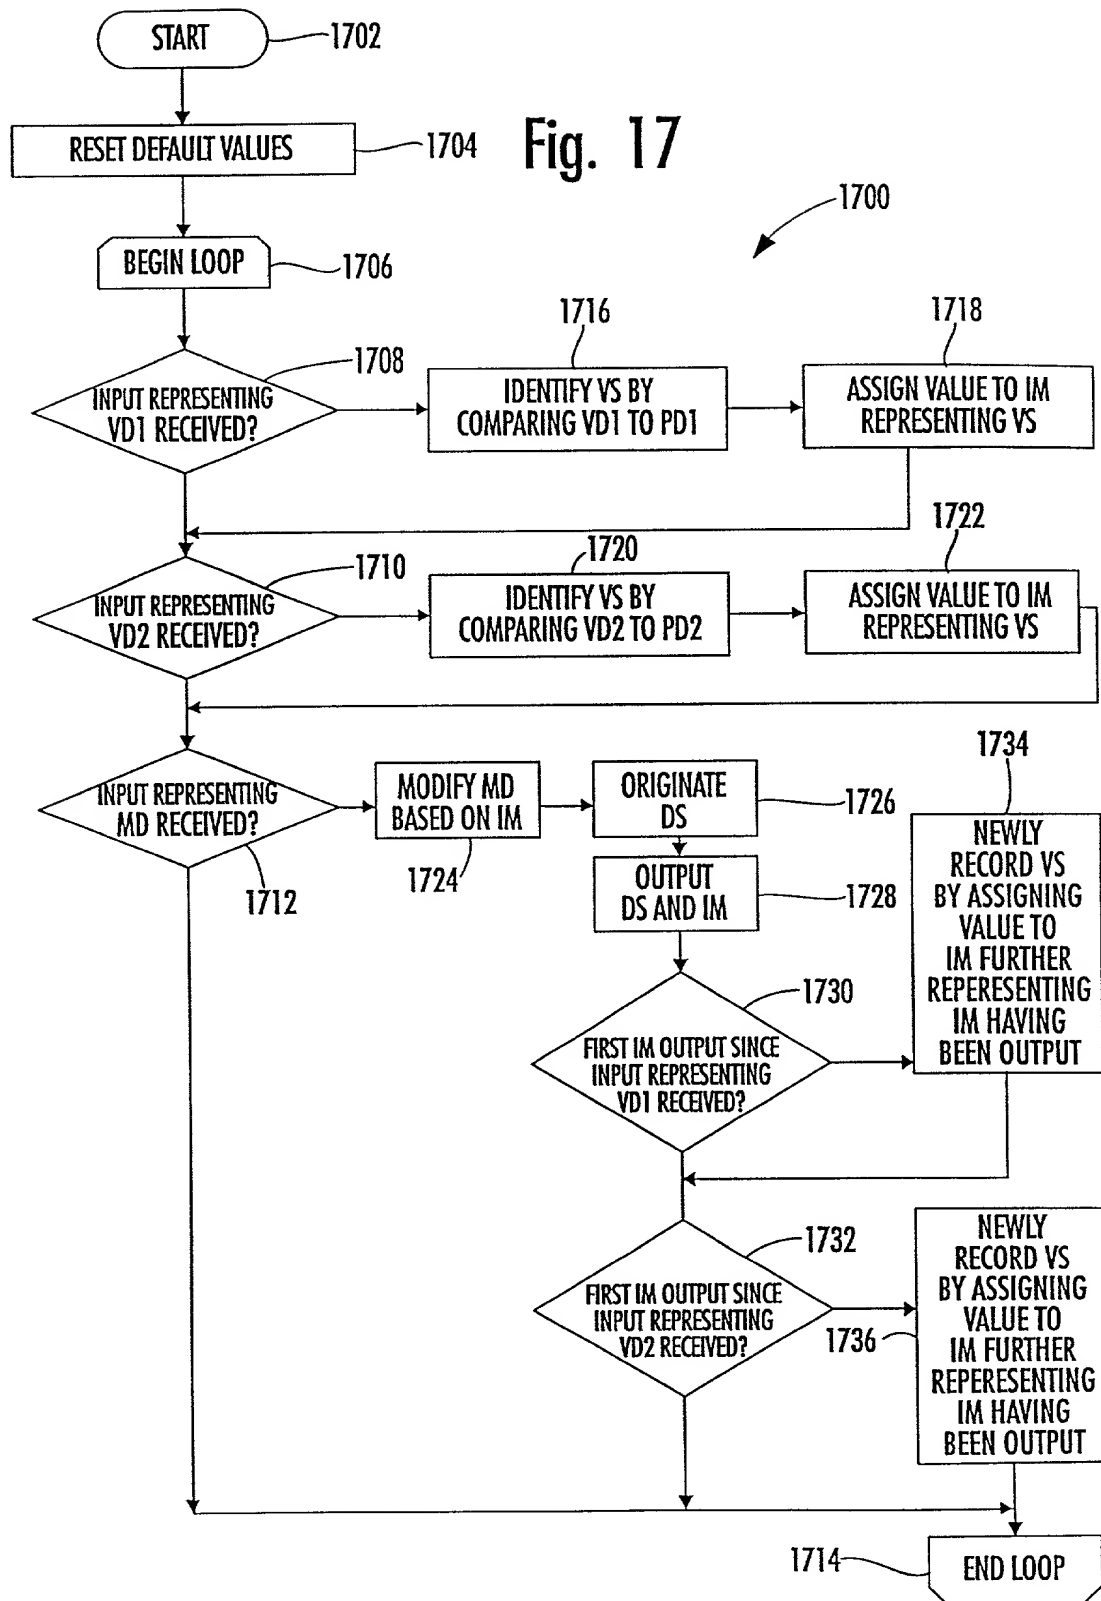 START
1702
RESET DEFAULT VALUES
1704
Fig. 17
1700
BEGIN LOOP
1706
1708
INPUT REPRESENTING
VD1 RECEIVED?
1716
IDENTIFY VS BY
COMPARING VD1 TO PD1
1718
ASSIGN VALUE TO IM
REPRESENTING VS
1710
INPUT REPRESENTING
VD2 RECEIVED?
1720
IDENTIFY VS BY
COMPARING VD2 TO PD2
1722
ASSIGN VALUE TO IM
REPRESENTING VS
INPUT REPRESENTING
MD RECEIVED?
1712
MODIFY MD
BASED ON IM
1724
ORIGINATE
DS
1726
OUTPUT
DS AND IM
1728
1734
NEWLY
RECORD VS
BY ASSIGNING
VALUE TO
IM FURTHER
REPERESENTING
IM HAVING
BEEN OUTPUT
1730
FIRST IM OUTPUT SINCE
INPUT REPRESENTING
VD1 RECEIVED?
1732
FIRST IM OUTPUT SINCE
INPUT REPRESENTING
VD2 RECEIVED?
1736
NEWLY
RECORD VS
BY ASSIGNING
VALUE TO
IM FURTHER
REPERESENTING
IM HAVING
BEEN OUTPUT
1714
END LOOP